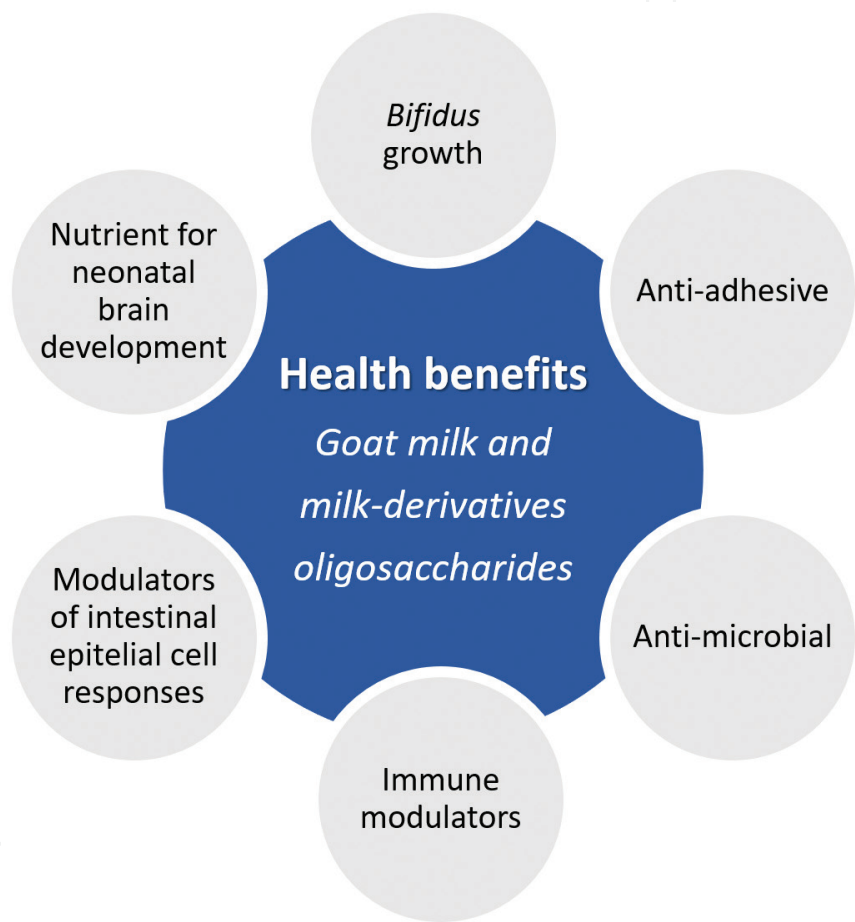 Bifidus
growth
Nutrient for
neonatal
brain
development
Anti-adhesive
Health benefits
Goat milk and
milk-derivatives
oligosaccharides
Modulators
of intestinal
epitelial cell
responses
Anti-microbial
Immune
modulators